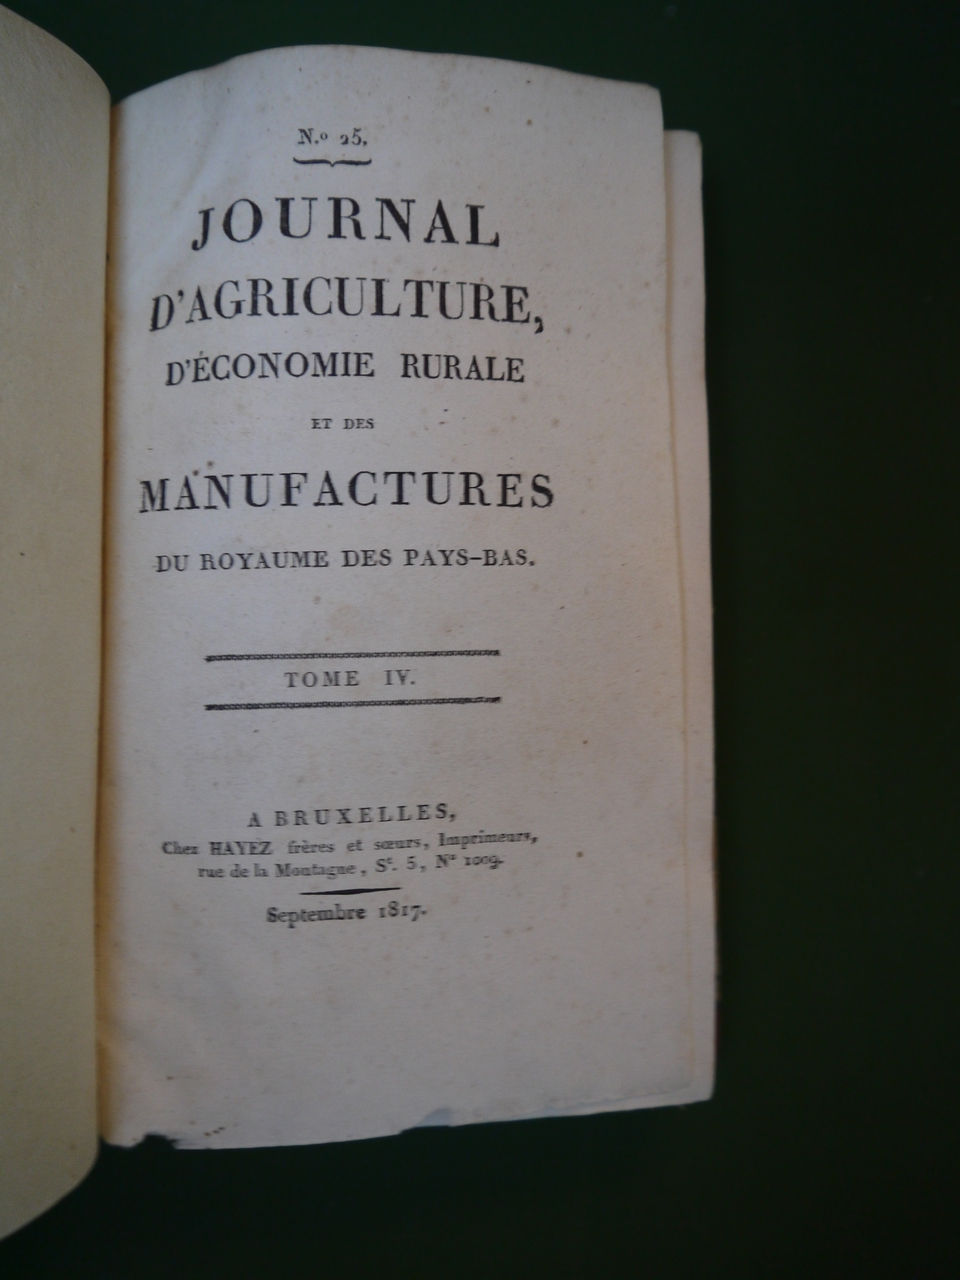 N.º 25.
JOURNAL
D'AGRICULTURE,
D'ÉCONOMIE RURALE
ET DES
MANUFACTURES
DU ROYAUME DES PAYS-BAS.
TOME IV.
A BRUXELLES,
Chez HAYEZ frères et sœurs, Imprimeurs,
rue de la Montagne, Sᵉ. 5, Nº 1009.
Septembre 1817.